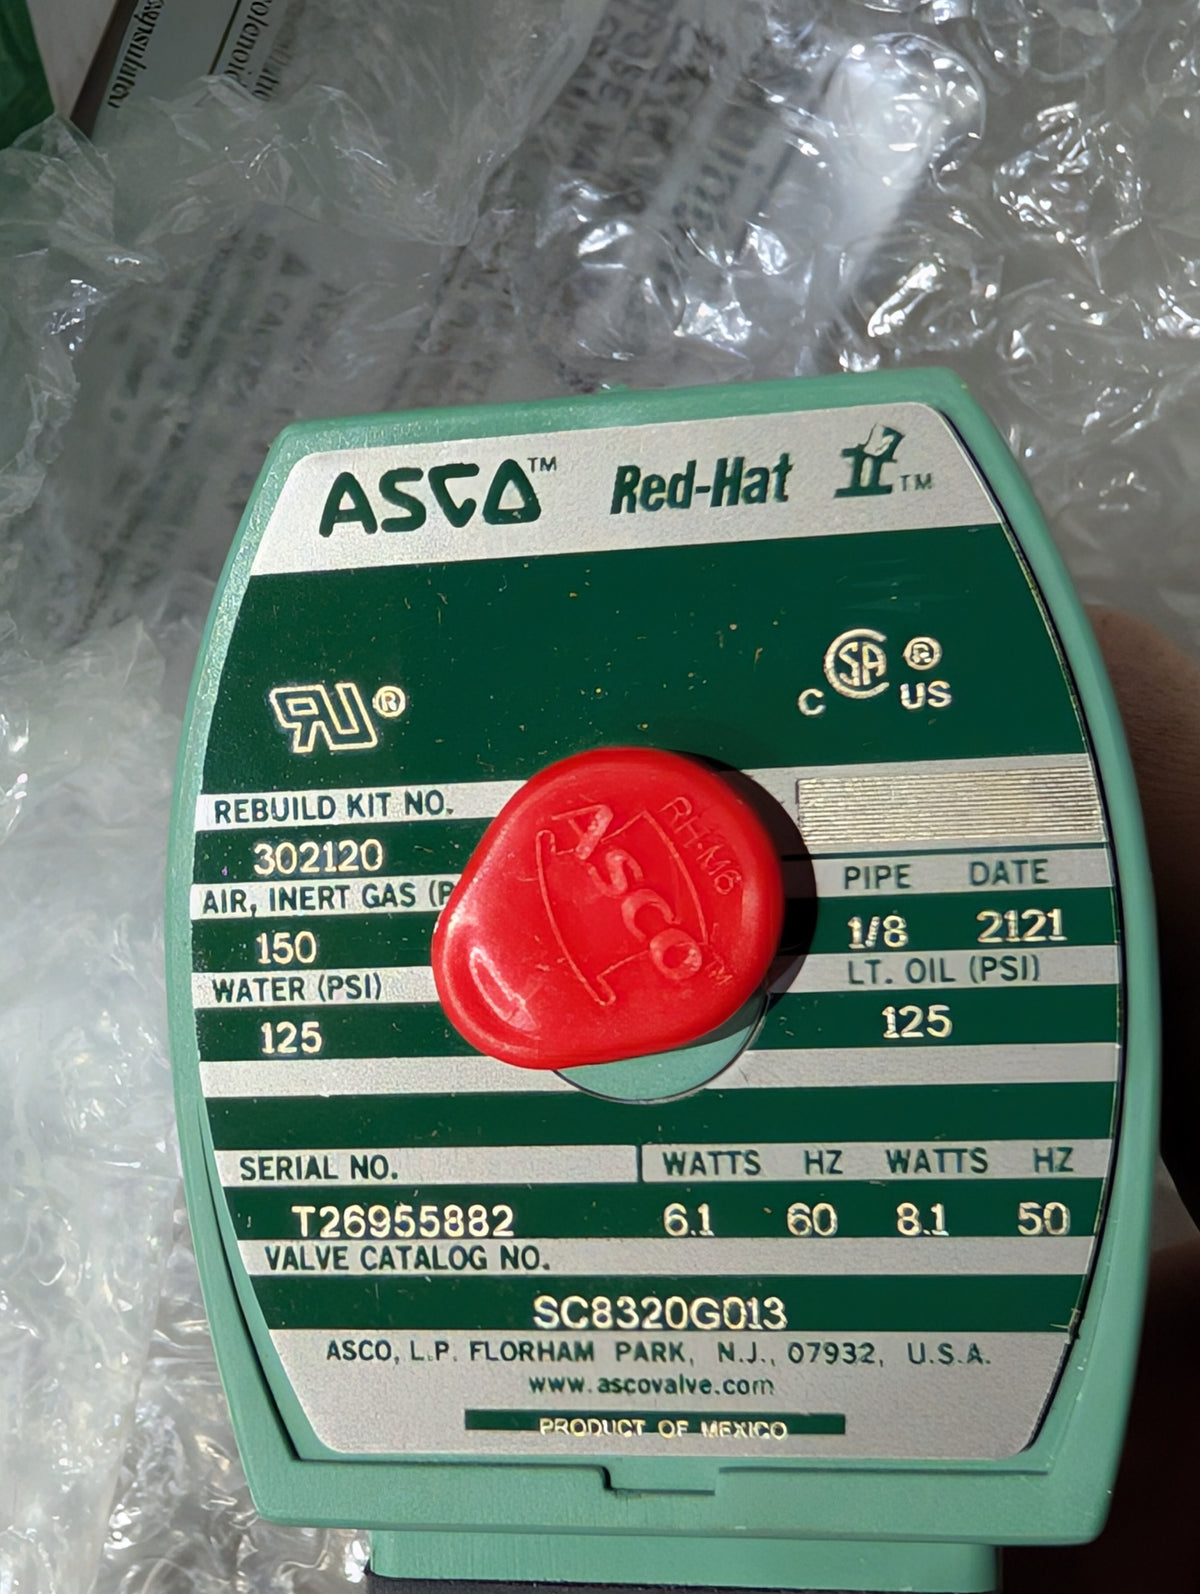 ASCO™ Red-Hat II™
RU®
C CSA ® US
REBUILD KIT NO.
302120
AIR, INERT GAS (P
150
WATER (PSI)
125
Asco™
RH-M6
PIPE DATE
1/8 2121
LT. OIL (PSI)
125
SERIAL NO. WATTS HZ WATTS HZ
T26955882 6.1 60 8.1 50
VALVE CATALOG NO.
SC8320G013
ASCO, L.P. FLORHAM PARK, N.J., 07932, U.S.A.
www.ascovalve.com
PRODUCT OF MEXICO